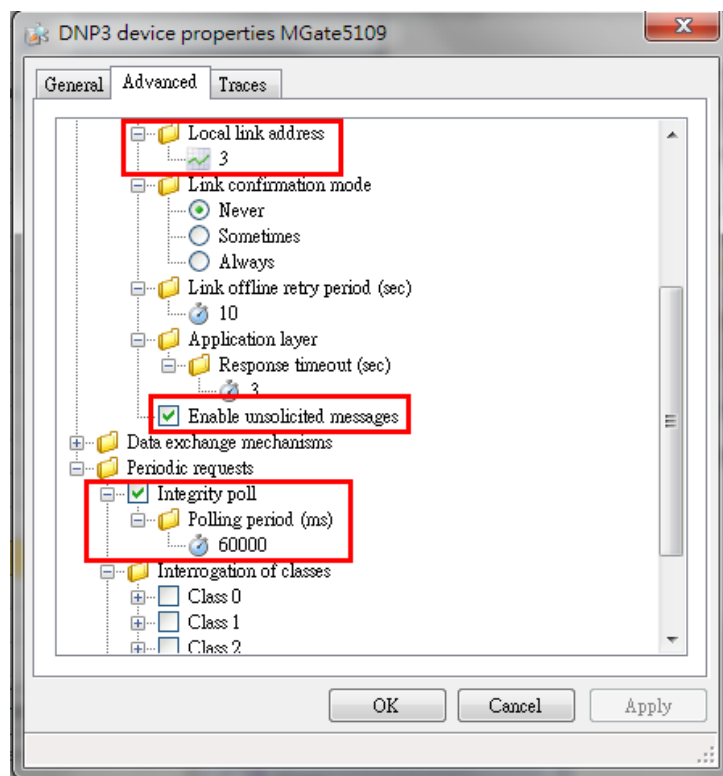 DNP3 device properties MGate5109
General Advanced Traces
Local link address
3
Link confirmation mode
Never
Sometimes
Always
Link offline retry period (sec)
10
Application layer
Response timeout (sec)
3
Enable unsolicited messages
Data exchange mechanisms
Periodic requests
Integrity poll
Polling period (ms)
60000
Interrogation of classes
Class 0
Class 1
Class 2
OK Cancel Apply